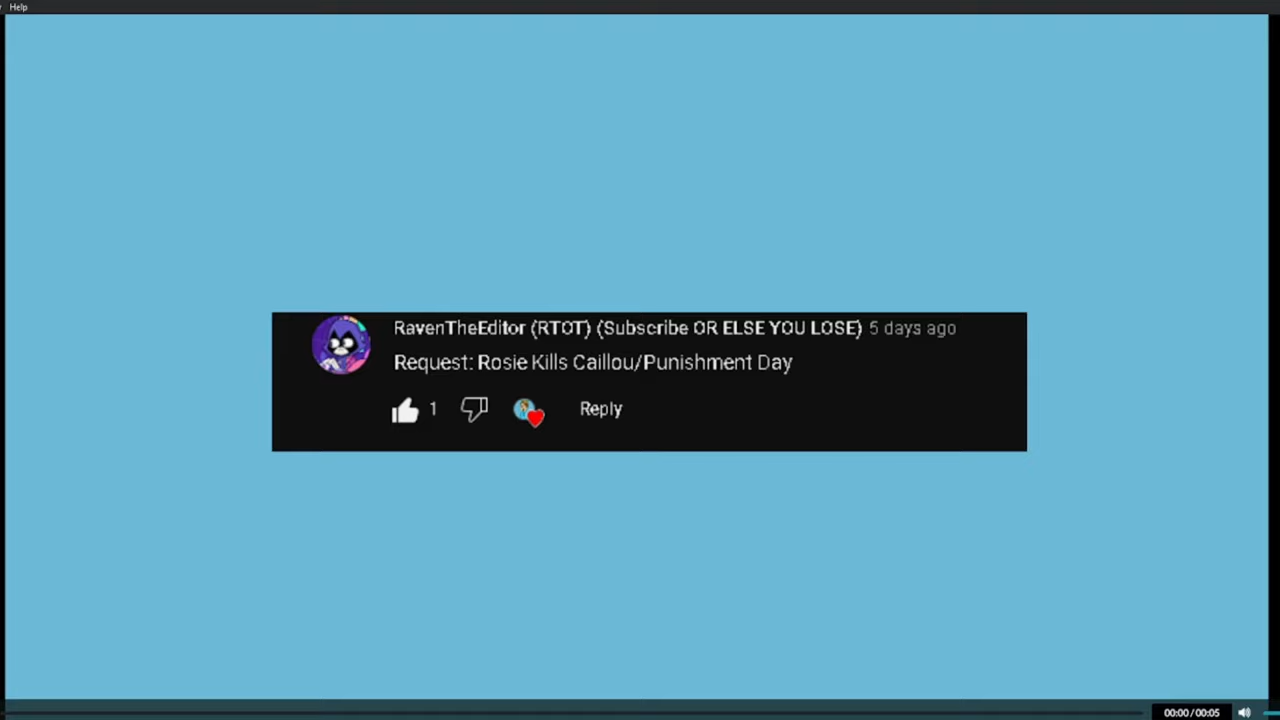 Help
RavenTheEditor (RTOT) (Subscribe OR ELSE YOU LOSE) 5 days ago
Request: Rosie Kills Caillou/Punishment Day
1
Reply
00:00/00:05